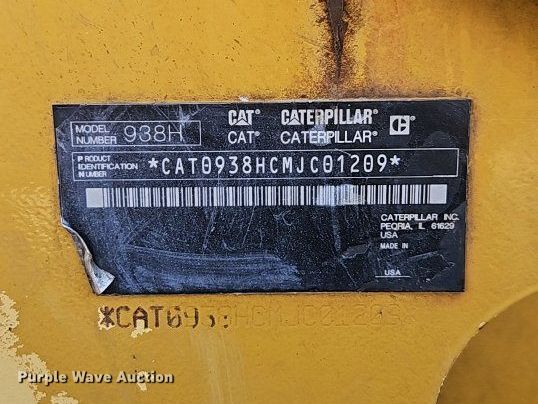 MODEL NUMBER 938H
CAT® CATERPILLAR®
CAT® CATERPILLAR®
PRODUCT IDENTIFICATION NUMBER *CAT0938HCMJC01209*
CATERPILLAR INC.
PEORIA, IL 61629
USA
MADE IN
USA
*CAT0938HCMJC01209
Purple Wave Auction